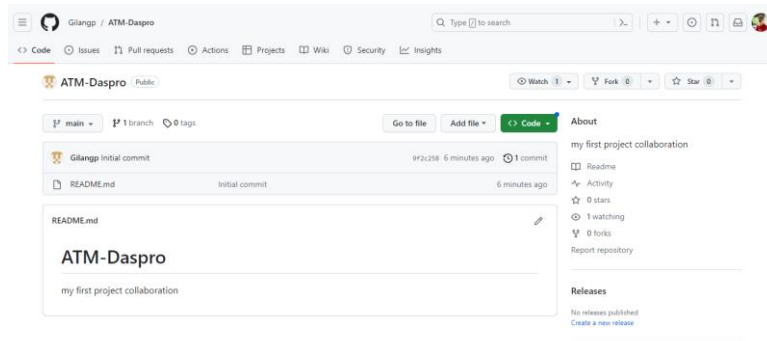 Gilangp / ATM-Daspro
Type / to search
Code Issues Pull requests Actions Projects Wiki Security Insights
ATM-Daspro Public
Watch 1 Fork 0 Star 0
main 1 branch 0 tags Go to file Add file Code
Gilangp Initial commit 9f2c258 6 minutes ago 1 commit
README.md Initial commit 6 minutes ago
README.md
ATM-Daspro
my first project collaboration
About
my first project collaboration
Readme
Activity
0 stars
1 watching
0 forks
Report repository
Releases
No releases published
Create a new release